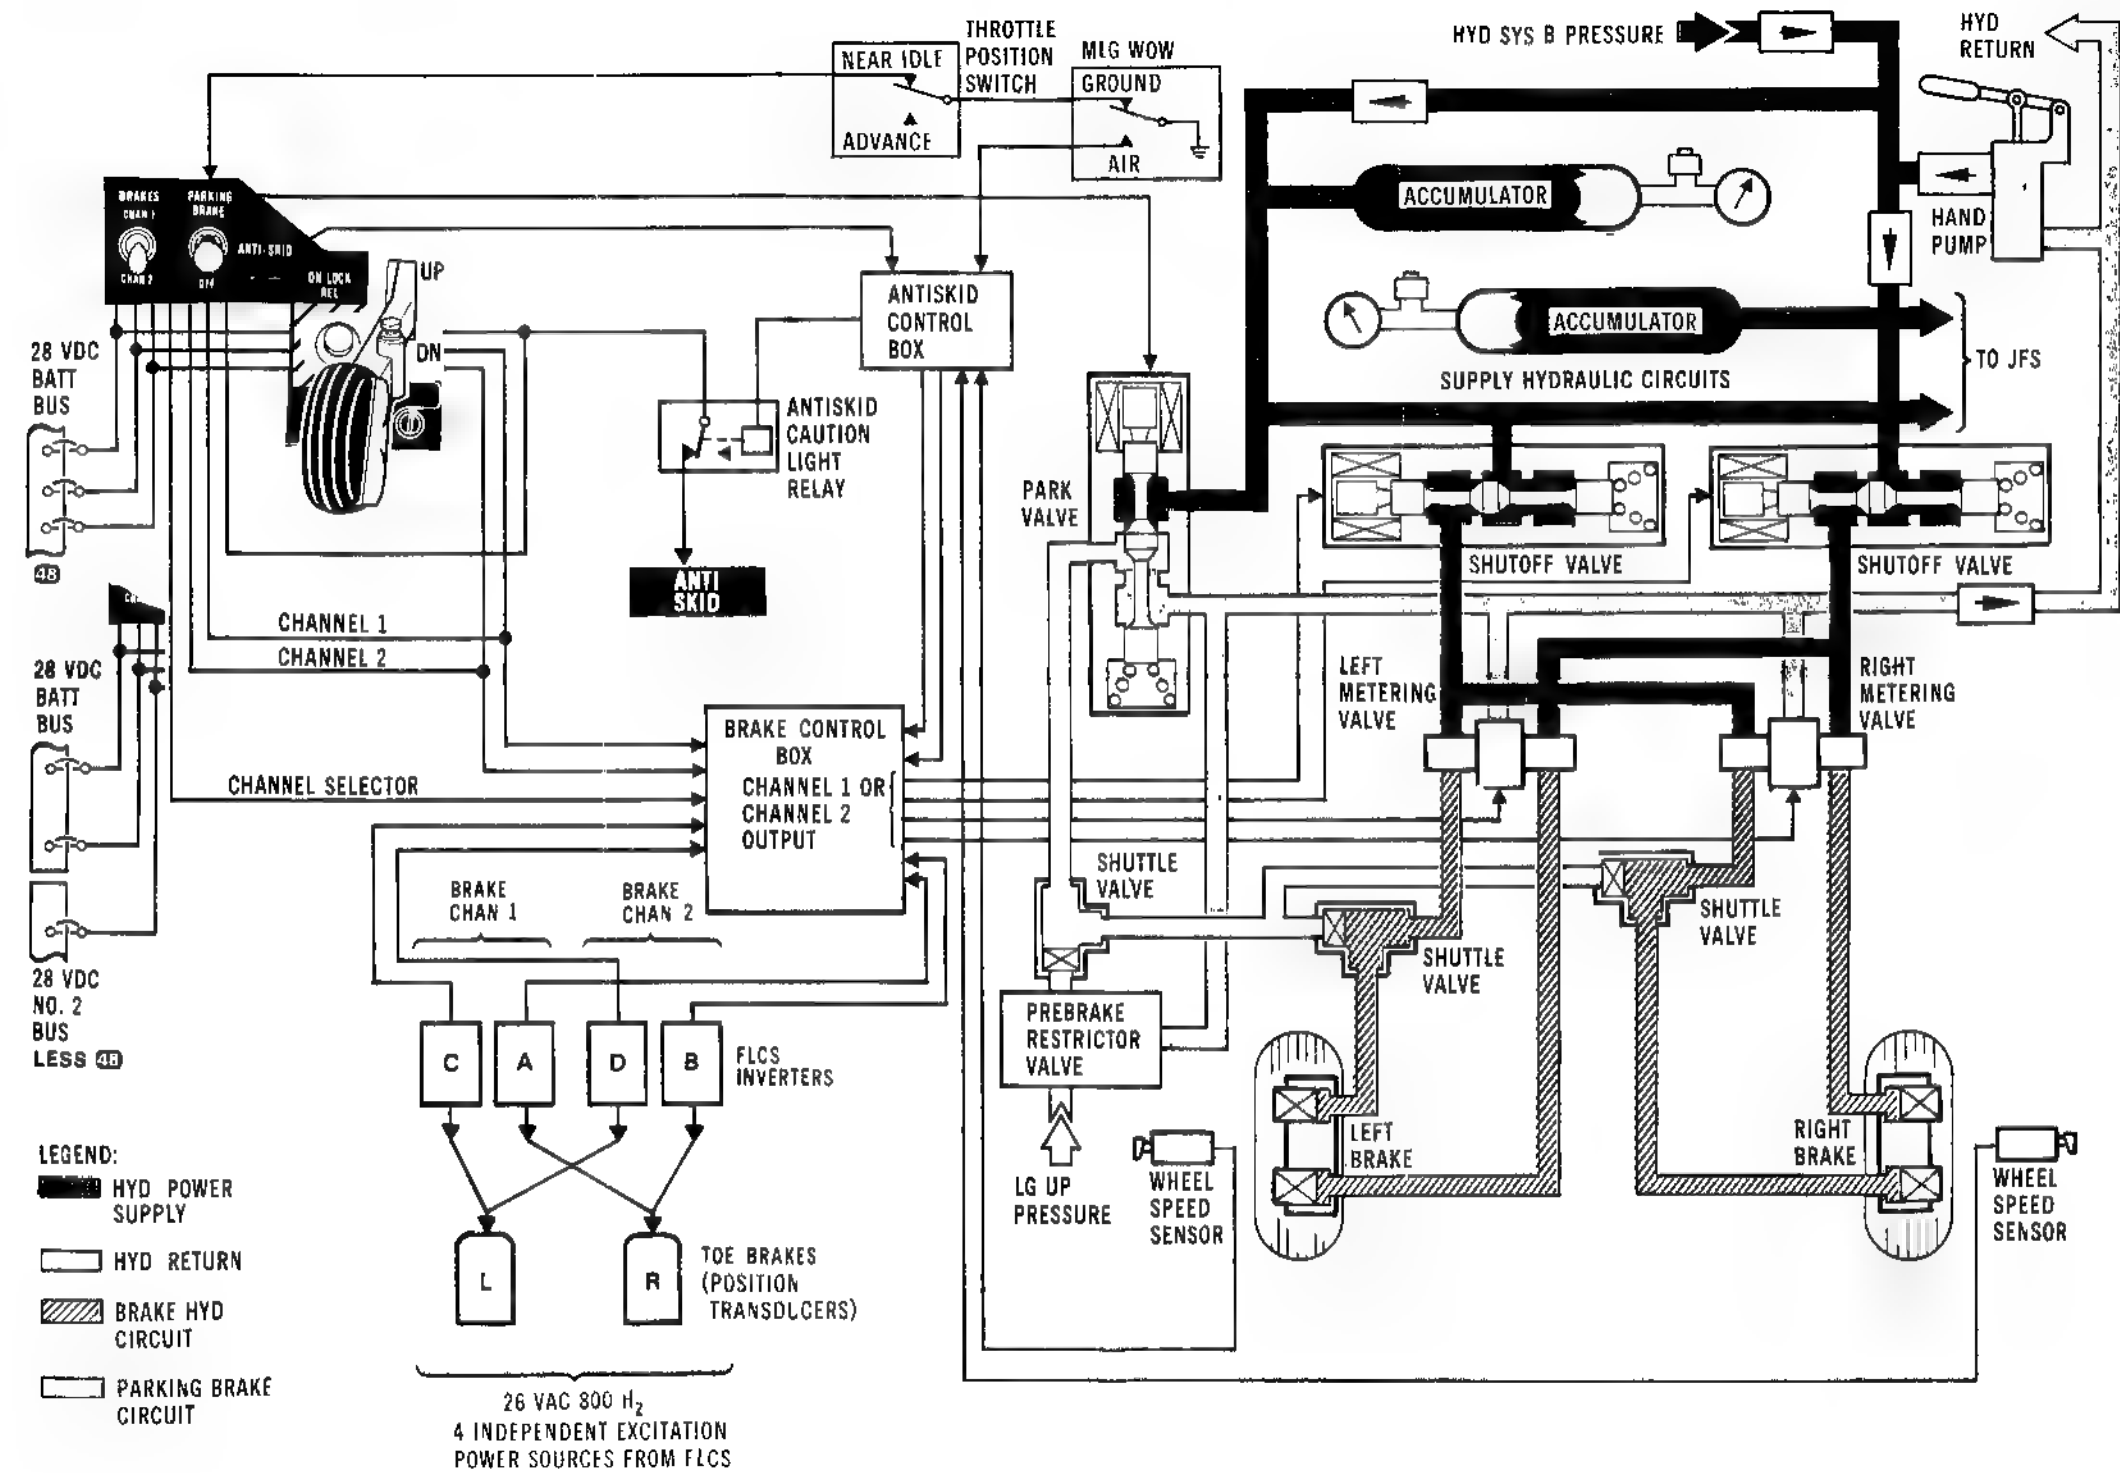 THROTTLE
POSITION
SWITCH
NEAR IDLE
ADVANCE
MLG WOW
GROUND
AIR
HYD SYS B PRESSURE
HYD
RETURN
HAND
PUMP
ACCUMULATOR
ACCUMULATOR
SUPPLY HYDRAULIC CIRCUITS
TO JFS
BRAKES
CHAN 1
CHAN 2
PARKING
BRAKE
OFF
ANTI-SKID
ON LOCK
REL
UP
DN
28 VDC
BATT
BUS
48
ANTISKID
CONTROL
BOX
ANTISKID
CAUTION
LIGHT
RELAY
ANTI
SKID
PARK
VALVE
SHUTOFF VALVE
SHUTOFF VALVE
CHANNEL 1
CHANNEL 2
28 VDC
BATT
BUS
CHANNEL SELECTOR
28 VDC
NO. 2
BUS
LESS 48
BRAKE CONTROL
BOX
CHANNEL 1 OR
CHANNEL 2
OUTPUT
LEFT
METERING
VALVE
RIGHT
METERING
VALVE
SHUTTLE
VALVE
SHUTTLE
VALVE
SHUTTLE
VALVE
BRAKE
CHAN 1
BRAKE
CHAN 2
C
A
D
B
FLCS
INVERTERS
PREBRAKE
RESTRICTOR
VALVE
LG UP
PRESSURE
WHEEL
SPEED
SENSOR
LEFT
BRAKE
RIGHT
BRAKE
WHEEL
SPEED
SENSOR
L
R
TOE BRAKES
(POSITION
TRANSDUCERS)
26 VAC 800 Hz
4 INDEPENDENT EXCITATION
POWER SOURCES FROM FLCS
LEGEND:
HYD POWER
SUPPLY
HYD RETURN
BRAKE HYD
CIRCUIT
PARKING BRAKE
CIRCUIT